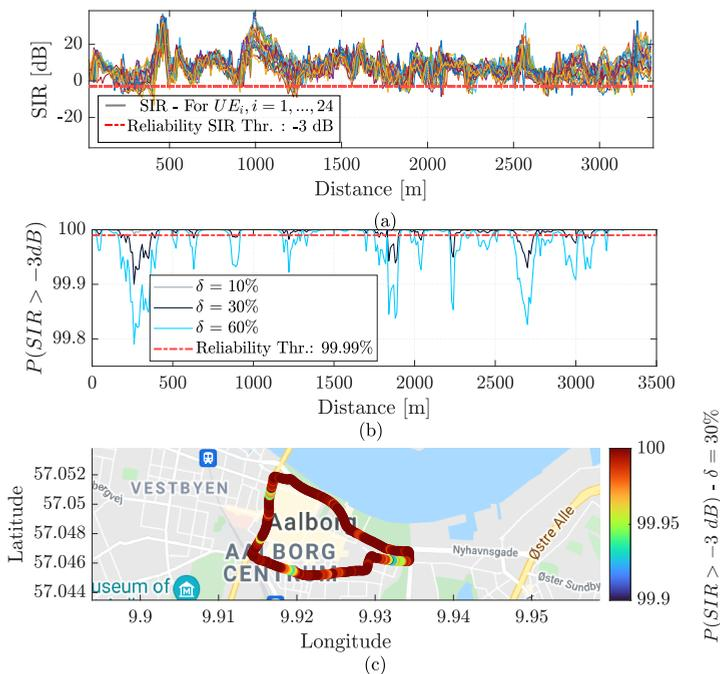 SIR [dB]
20
0
-20
SIR - For UE_i, i = 1, ..., 24
Reliability SIR Thr. : -3 dB
500 1000 1500 2000 2500 3000
Distance [m]
(a)
P(SIR > −3dB)
100
99.9
99.8
δ = 10%
δ = 30%
δ = 60%
Reliability Thr.: 99.99%
0 500 1000 1500 2000 2500 3000 3500
Distance [m]
(b)
Latitude
57.052
57.05
57.048
57.046
57.044
VESTBYEN
bergvej
Aalborg
AALBORG
CENTRUM
useum of
Nyhavnsgade
Østre Alle
Øster Sundby
9.9 9.91 9.92 9.93 9.94 9.95
Longitude
(c)
100
99.95
99.9
P(SIR > −3 dB) - δ = 30%